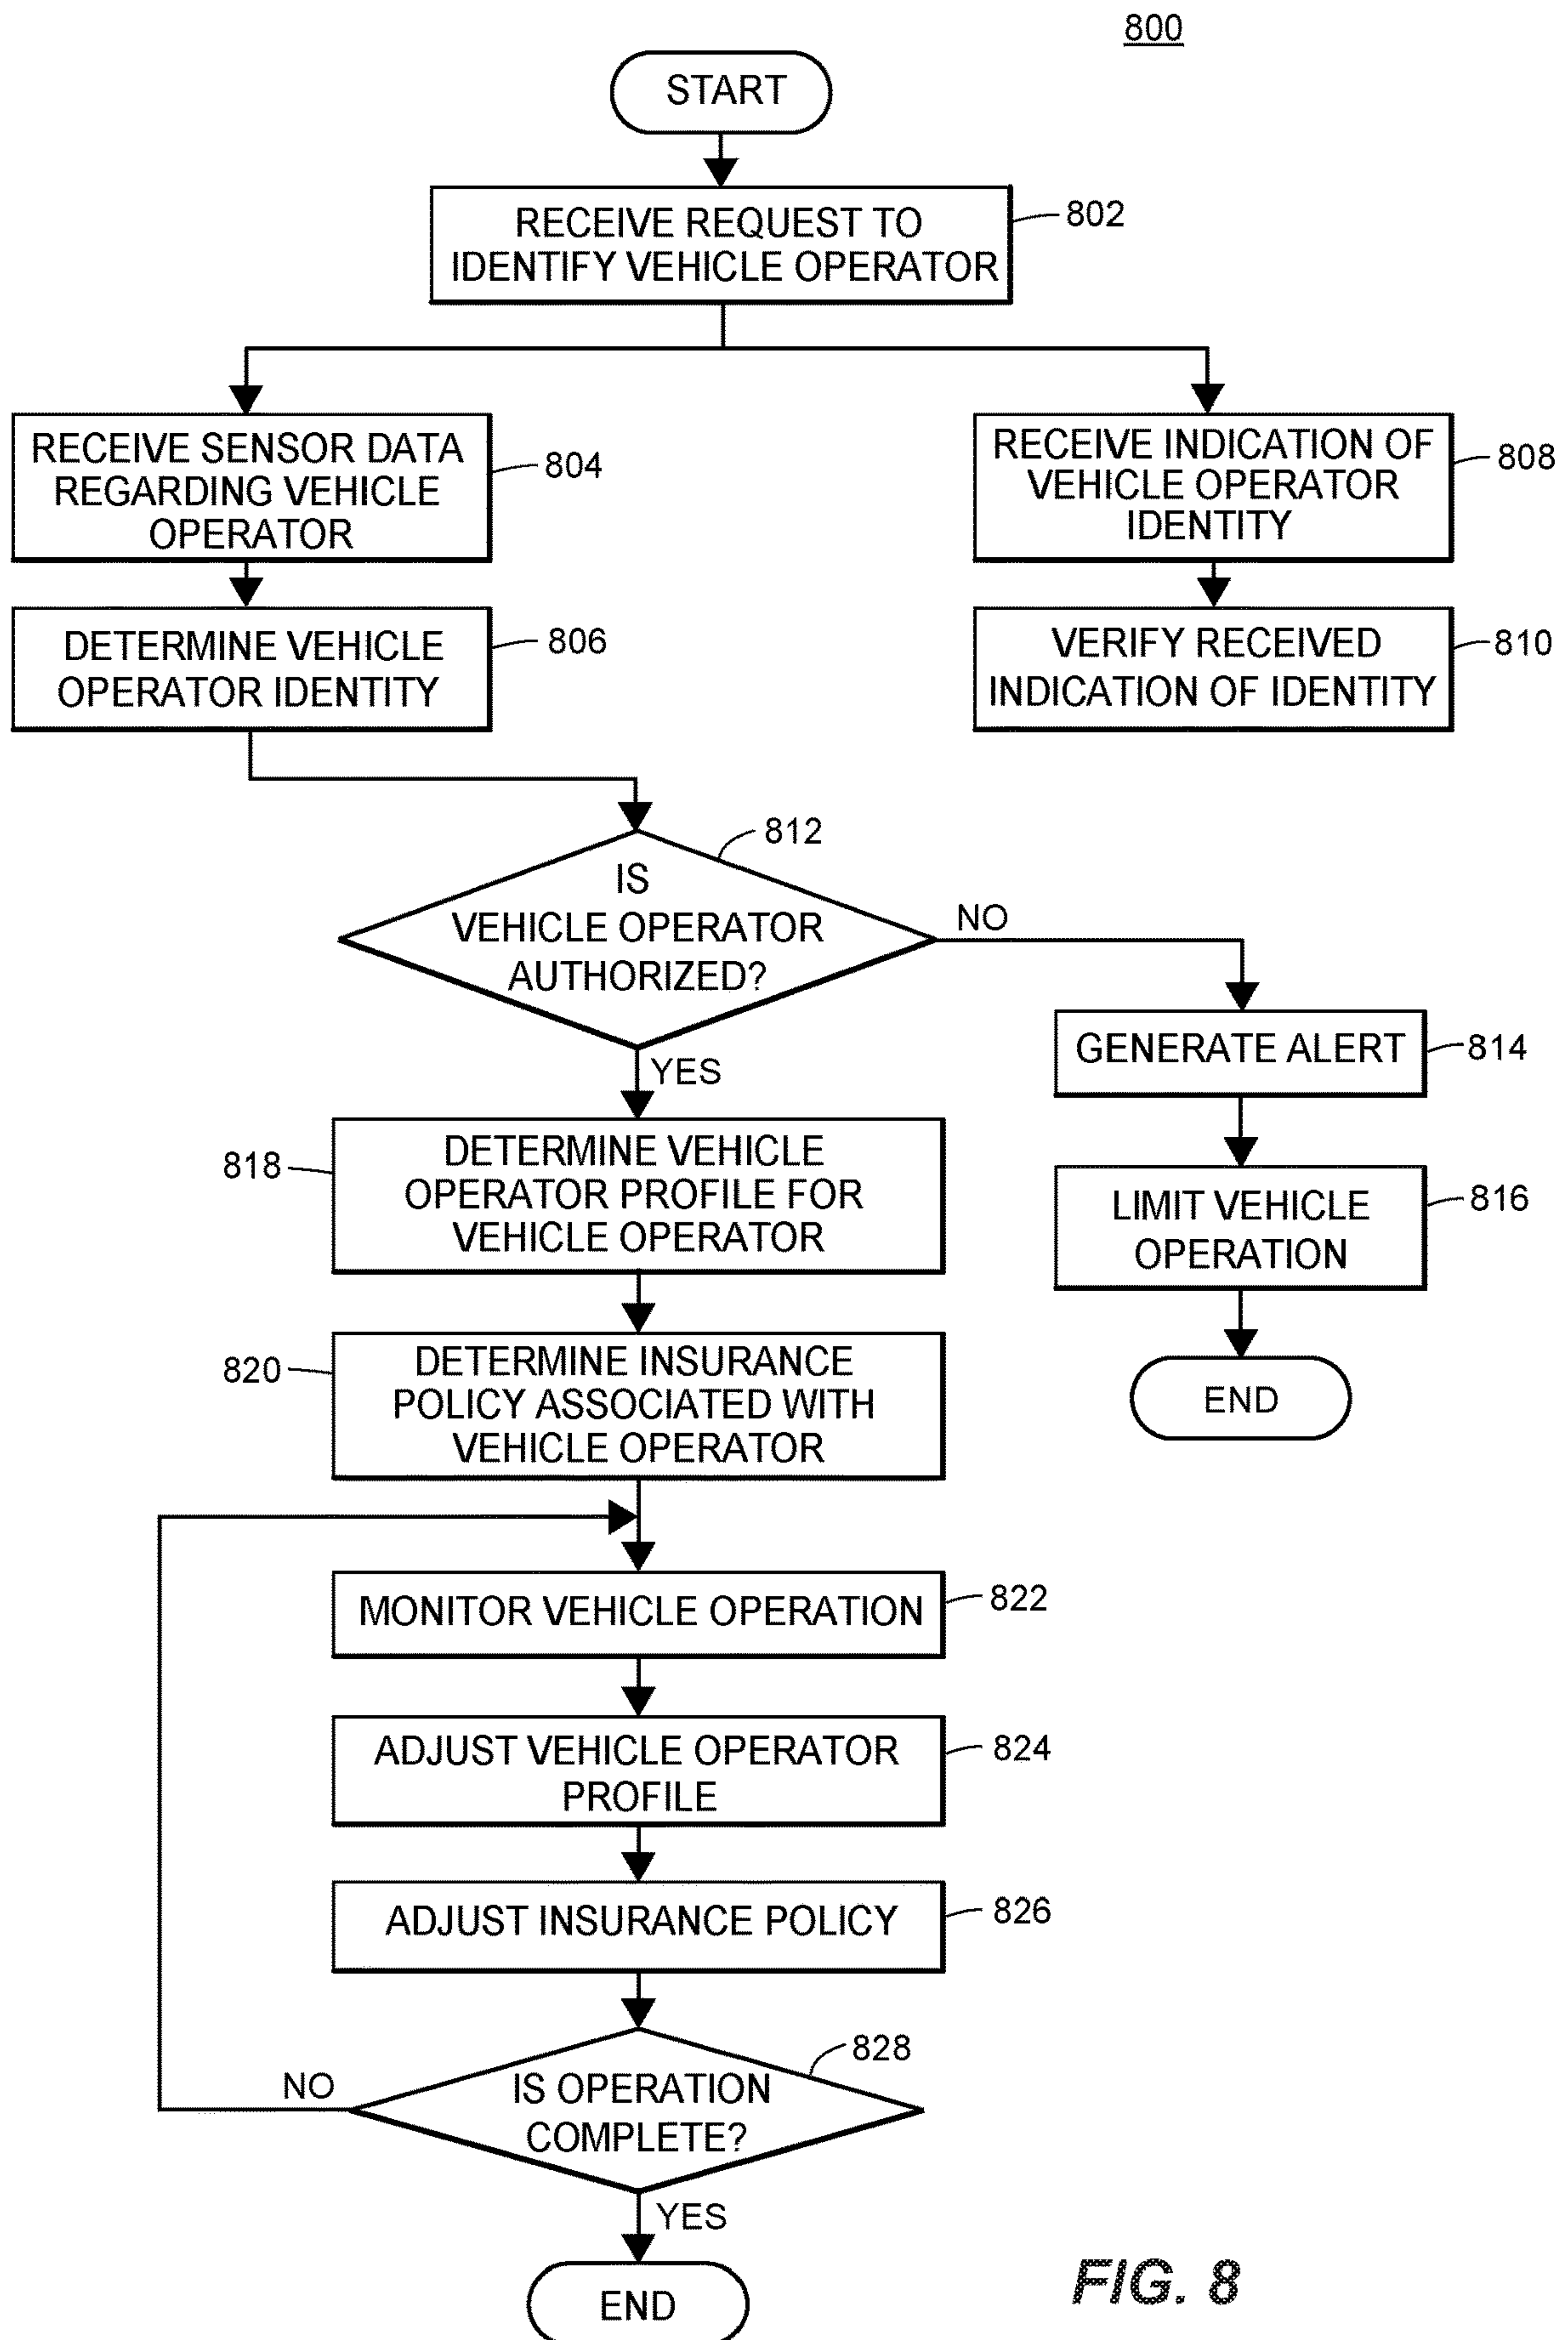 800
START
RECEIVE REQUEST TO
IDENTIFY VEHICLE OPERATOR
802
RECEIVE SENSOR DATA
REGARDING VEHICLE
OPERATOR
804
RECEIVE INDICATION OF
VEHICLE OPERATOR
IDENTITY
808
DETERMINE VEHICLE
OPERATOR IDENTITY
806
VERIFY RECEIVED
INDICATION OF IDENTITY
810
812
IS
VEHICLE OPERATOR
AUTHORIZED?
NO
YES
GENERATE ALERT
814
818
DETERMINE VEHICLE
OPERATOR PROFILE FOR
VEHICLE OPERATOR
LIMIT VEHICLE
OPERATION
816
820
DETERMINE INSURANCE
POLICY ASSOCIATED WITH
VEHICLE OPERATOR
END
MONITOR VEHICLE OPERATION
822
ADJUST VEHICLE OPERATOR
PROFILE
824
ADJUST INSURANCE POLICY
826
828
NO
IS OPERATION
COMPLETE?
YES
END
FIG. 8